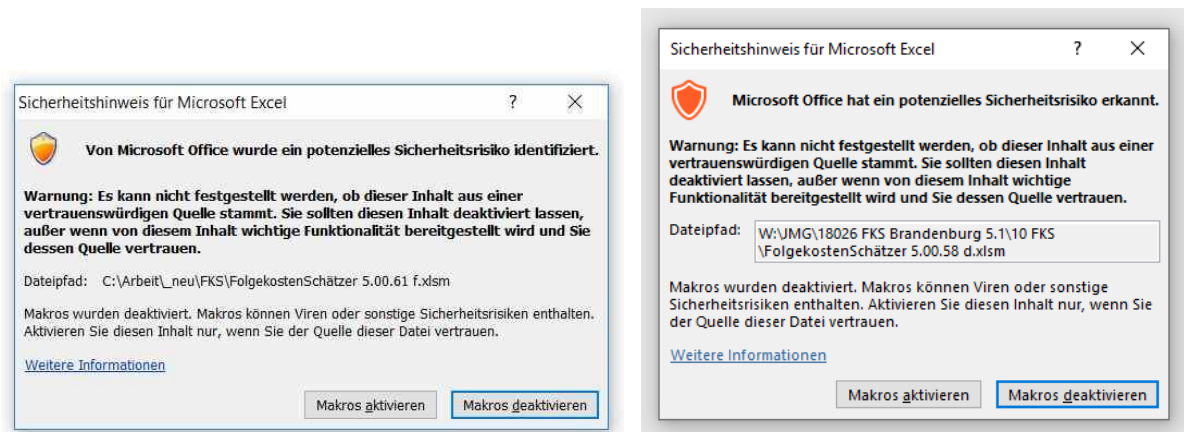 Sicherheitshinweis für Microsoft Excel ? ×
Von Microsoft Office wurde ein potenzielles Sicherheitsrisiko identifiziert.
Warnung: Es kann nicht festgestellt werden, ob dieser Inhalt aus einer
vertrauenswürdigen Quelle stammt. Sie sollten diesen Inhalt deaktiviert lassen,
außer wenn von diesem Inhalt wichtige Funktionalität bereitgestellt wird und Sie
dessen Quelle vertrauen.
Dateipfad: C:\Arbeit\_neu\FKS\FolgekostenSchätzer 5.00.61 f.xlsm
Makros wurden deaktiviert. Makros können Viren oder sonstige Sicherheitsrisiken enthalten.
Aktivieren Sie diesen Inhalt nur, wenn Sie der Quelle dieser Datei vertrauen.
Weitere Informationen
Makros aktivieren Makros deaktivieren
Sicherheitshinweis für Microsoft Excel ? ×
Microsoft Office hat ein potenzielles Sicherheitsrisiko erkannt.
Warnung: Es kann nicht festgestellt werden, ob dieser Inhalt aus einer
vertrauenswürdigen Quelle stammt. Sie sollten diesen Inhalt
deaktiviert lassen, außer wenn von diesem Inhalt wichtige
Funktionalität bereitgestellt wird und Sie dessen Quelle vertrauen.
Dateipfad: W:\JMG\18026 FKS Brandenburg 5.1\10 FKS
\FolgekostenSchätzer 5.00.58 d.xlsm
Makros wurden deaktiviert. Makros können Viren oder sonstige
Sicherheitsrisiken enthalten. Aktivieren Sie diesen Inhalt nur, wenn Sie
der Quelle dieser Datei vertrauen.
Weitere Informationen
Makros aktivieren Makros deaktivieren